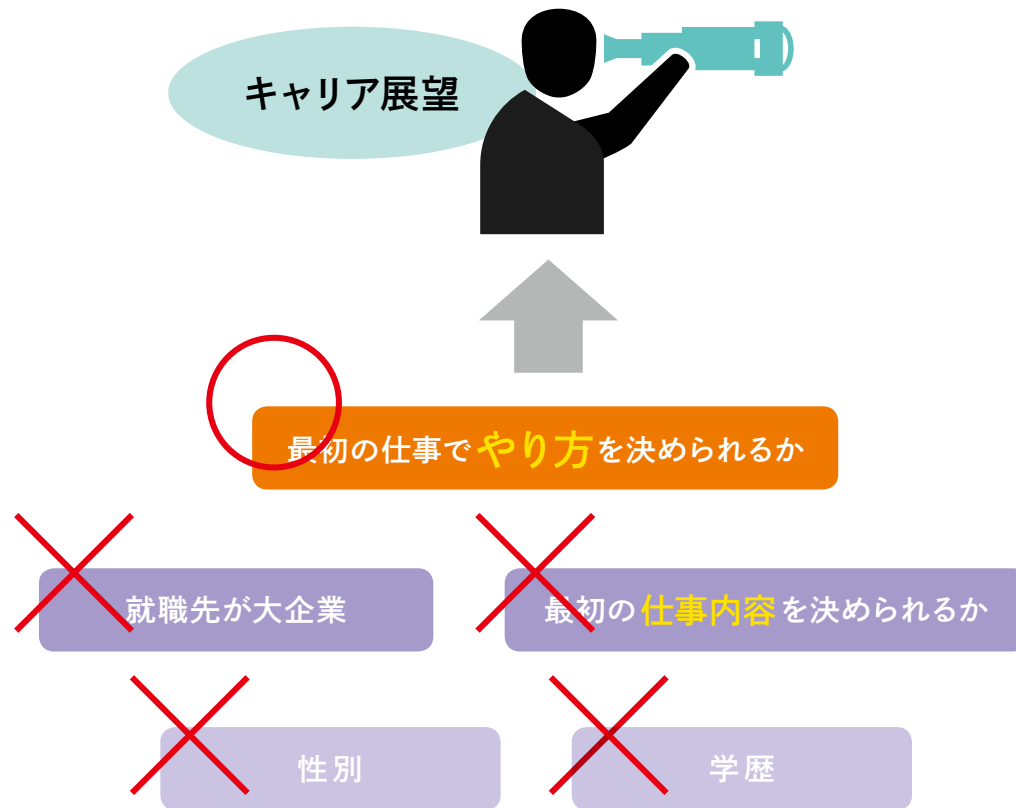 キャリア展望
最初の仕事でやり方を決められるか
就職先が大企業
最初の仕事内容を決められるか
性別
学歴